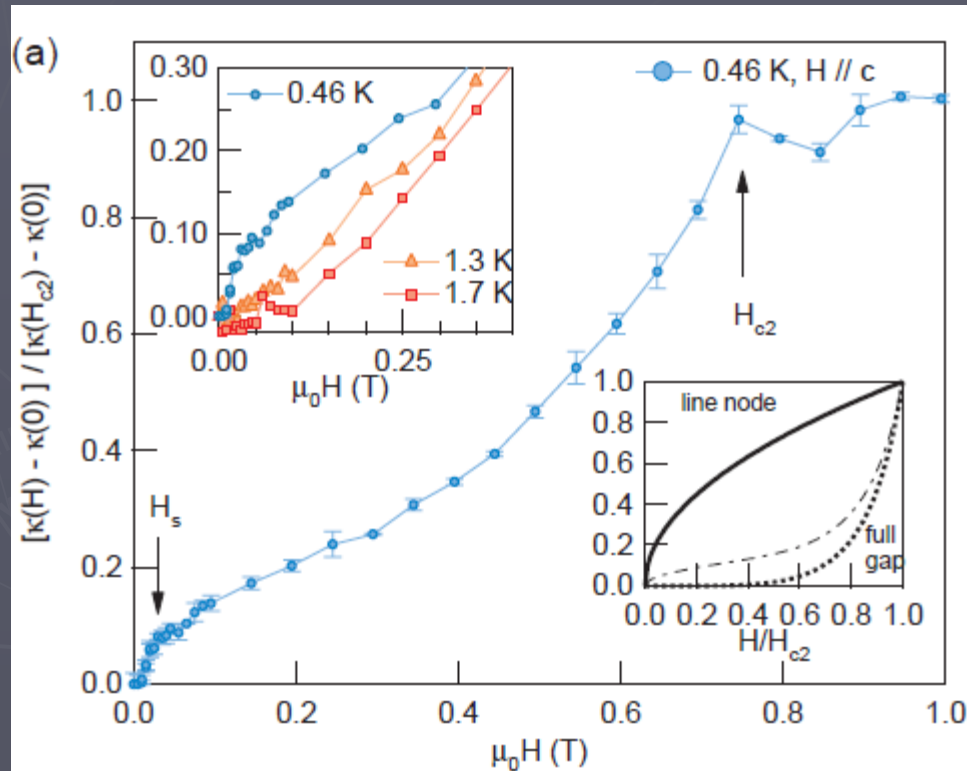 (a)
0.46 K, H // c
[κ(H) - κ(0)] / [κ(H_c2) - κ(0)]
1.0
0.8
0.6
0.4
0.2
0.0
0.0 0.2 0.4 0.6 0.8 1.0
μ₀H (T)
H_s
H_c2
0.30
0.20
0.10
0.00
0.46 K
1.3 K
1.7 K
0.00 0.25
μ₀H (T)
1.0
0.8
0.6
0.4
0.2
0.0
line node
full
gap
0.0 0.2 0.4 0.6 0.8 1.0
H/H_c2